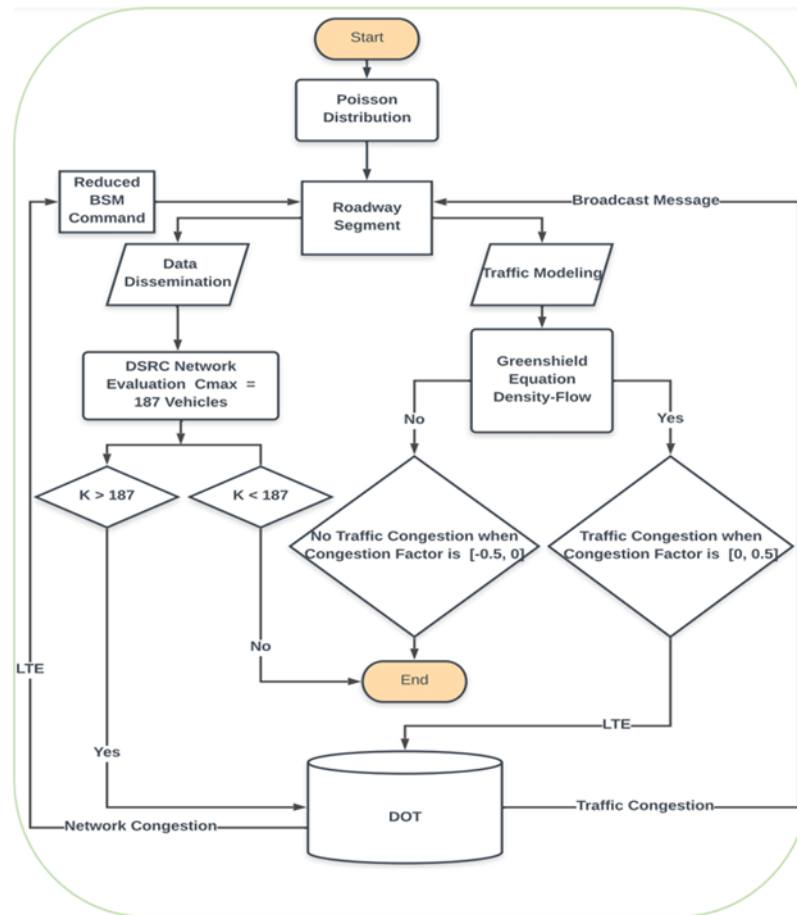 Start
Poisson
Distribution
Reduced
BSM
Command
Roadway
Segment
Broadcast Message
Data
Dissemination
Traffic Modeling
DSRC Network
Evaluation Cmax =
187 Vehicles
Greenshield
Equation
Density-Flow
No
Yes
K > 187
K < 187
No Traffic Congestion when
Congestion Factor is [-0.5, 0]
Traffic Congestion when
Congestion Factor is [0, 0.5]
No
LTE
End
LTE
Yes
DOT
Traffic Congestion
Network Congestion